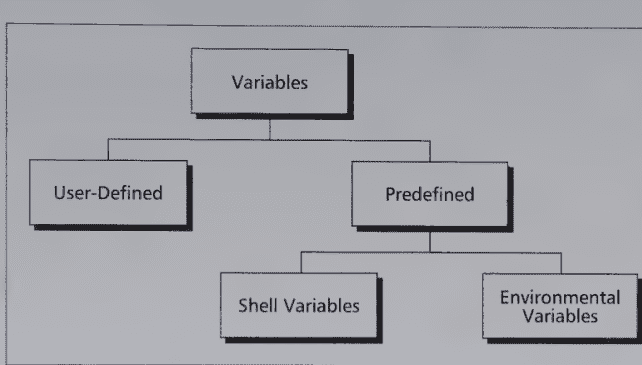 Variables
User-Defined
Predefined
Shell Variables
Environmental
Variables